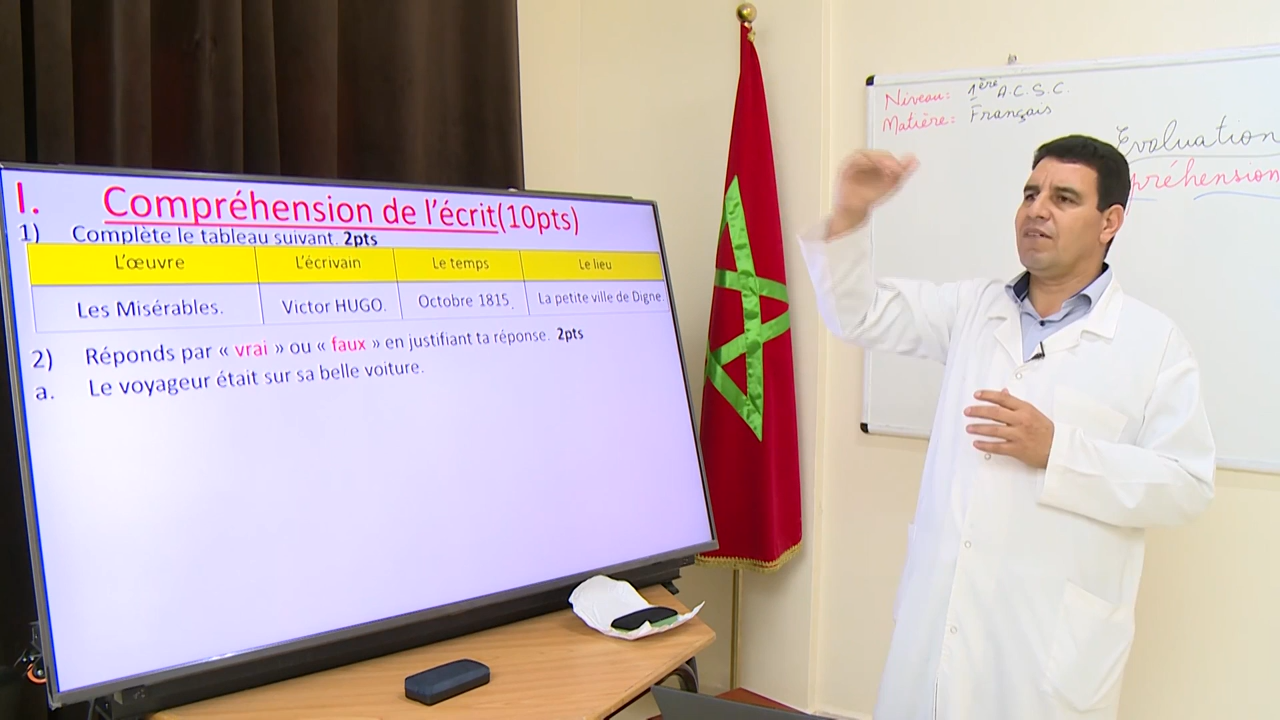 I. Compréhension de l'écrit(10pts)
1) Complète le tableau suivant. 2pts
L'œuvre L'écrivain Le temps Le lieu
Les Misérables. Victor HUGO. Octobre 1815. La petite ville de Digne.
2) Réponds par « vrai » ou « faux » en justifiant ta réponse. 2pts
a. Le voyageur était sur sa belle voiture.
Niveau: 1ère A.C.S.C.
Matière: Français
Evaluation
préhension